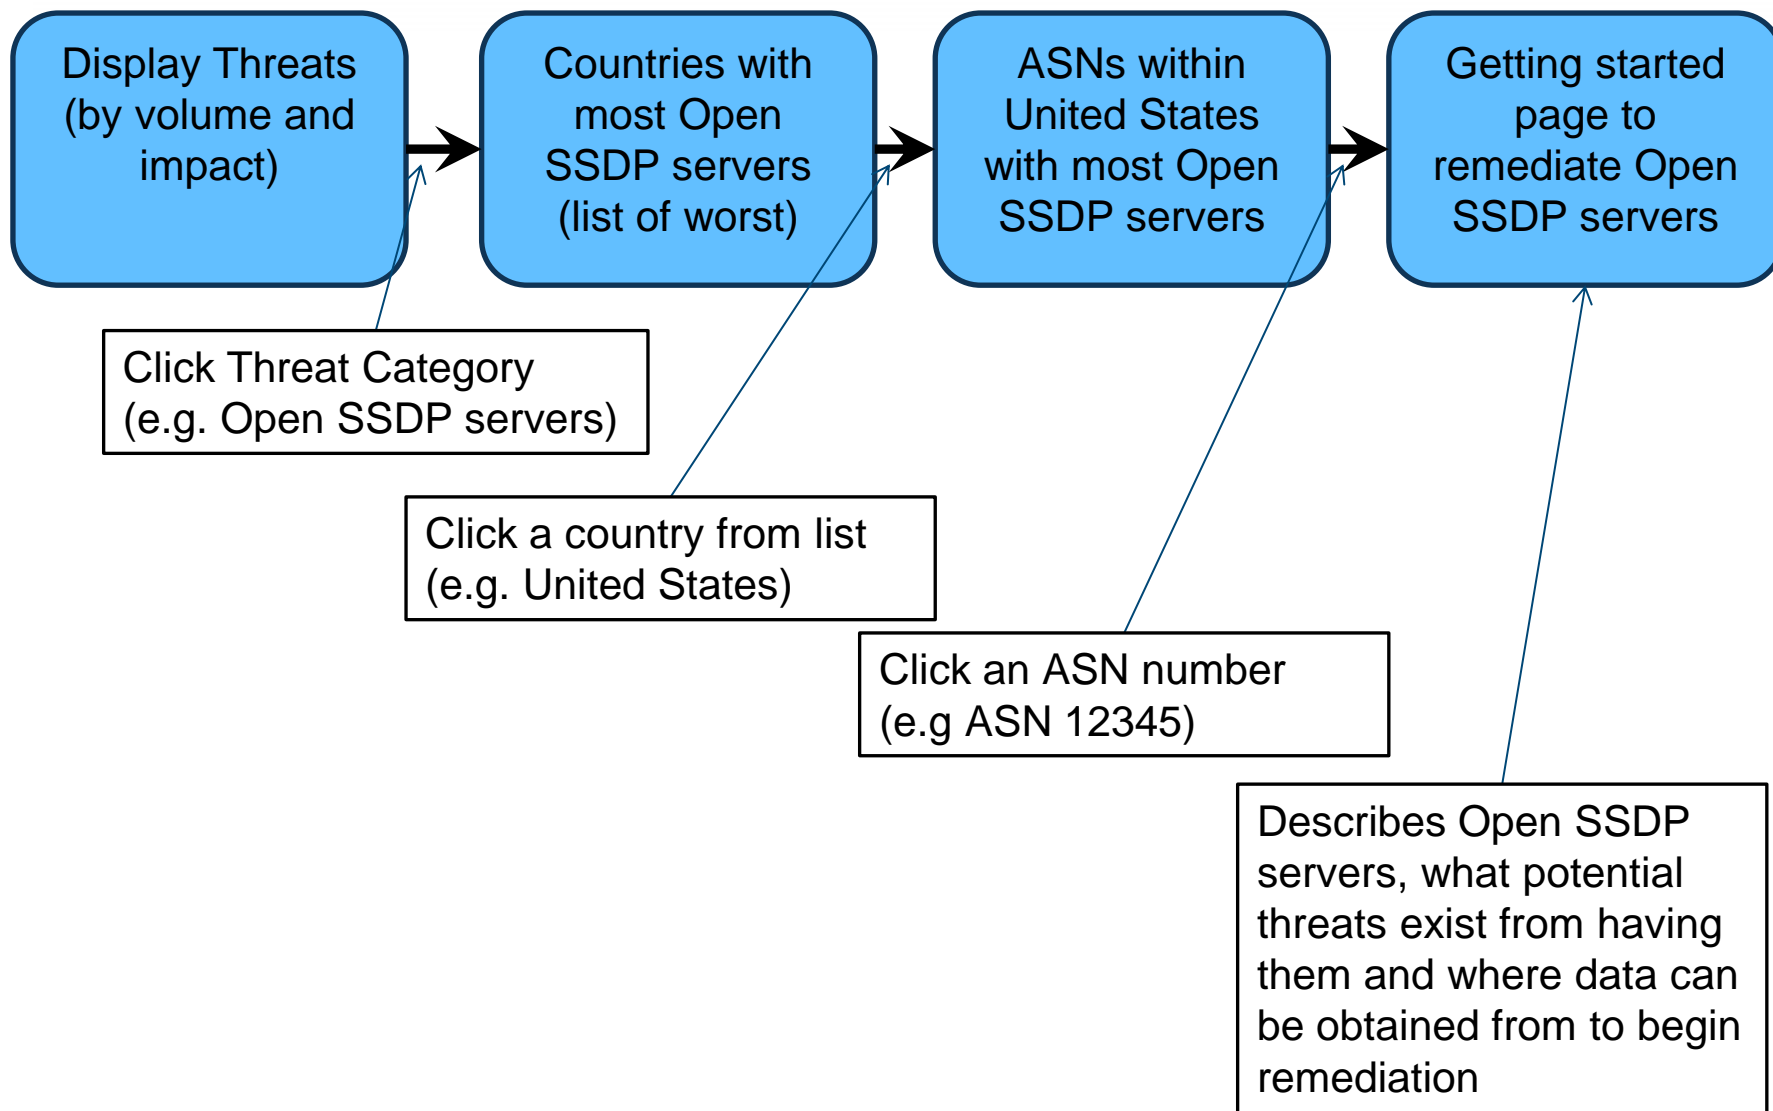 Display Threats
(by volume and
impact)
Countries with
most Open
SSDP servers
(list of worst)
ASNs within
United States
with most Open
SSDP servers
Getting started
page to
remediate Open
SSDP servers
Click Threat Category
(e.g. Open SSDP servers)
Click a country from list
(e.g. United States)
Click an ASN number
(e.g ASN 12345)
Describes Open SSDP
servers, what potential
threats exist from having
them and where data can
be obtained from to begin
remediation